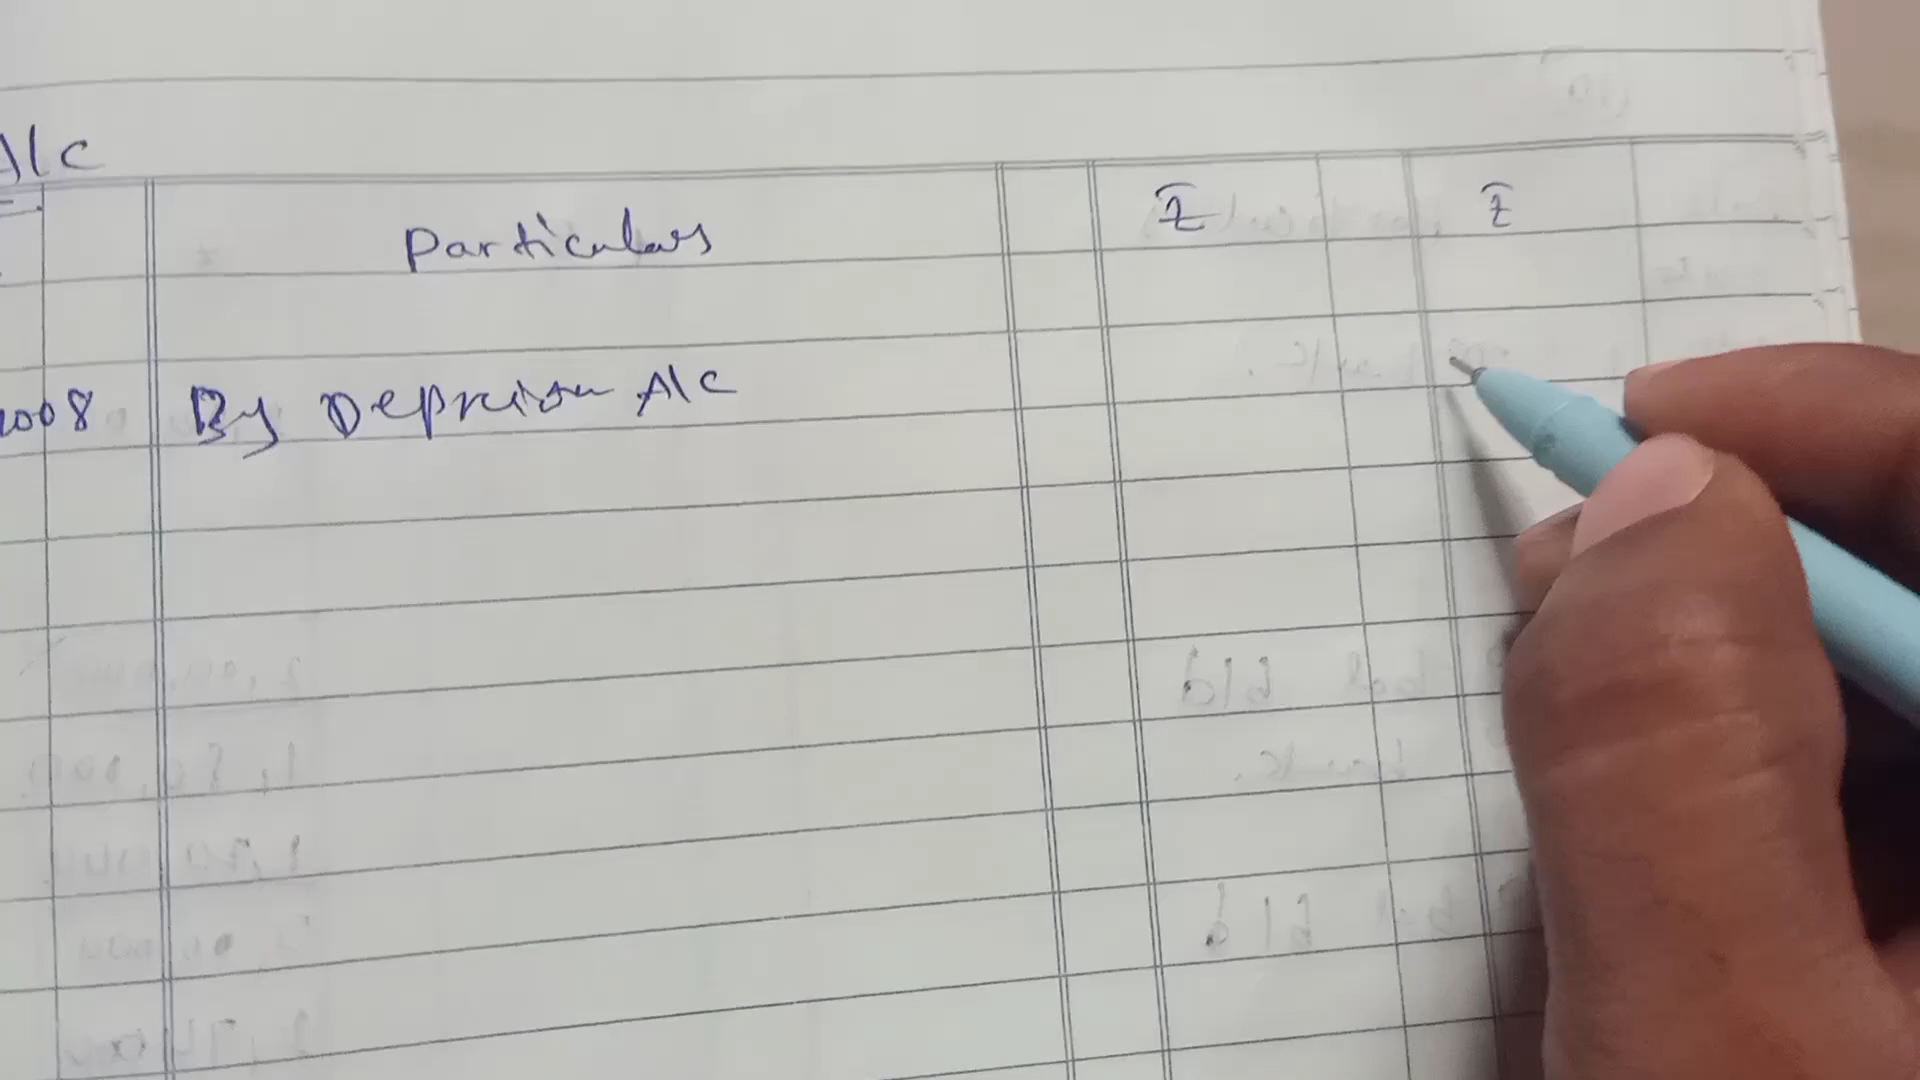 A/c
Particulars ₹ ₹
2008 By Depreciation A/c